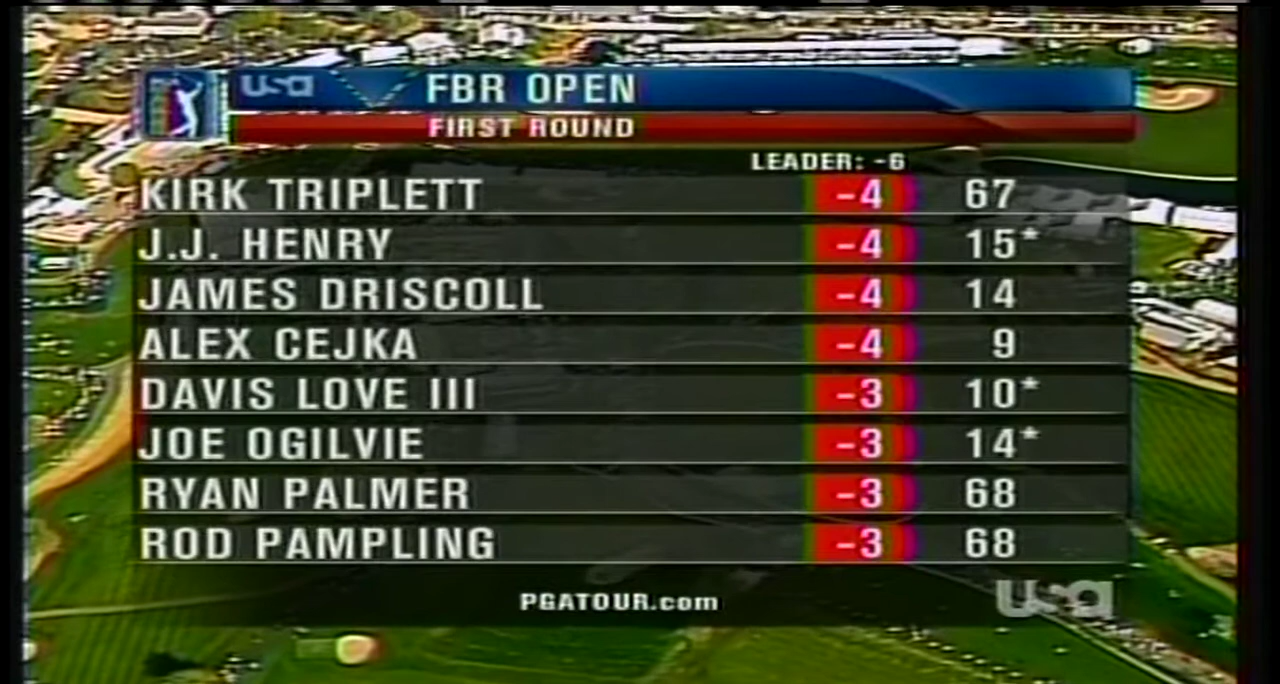 USA FBR OPEN
FIRST ROUND
LEADER: -6
KIRK TRIPLETT -4 67
J.J. HENRY -4 15*
JAMES DRISCOLL -4 14
ALEX CEJKA -4 9
DAVIS LOVE III -3 10*
JOE OGILVIE -3 14*
RYAN PALMER -3 68
ROD PAMPLING -3 68
PGATOUR.com
USA